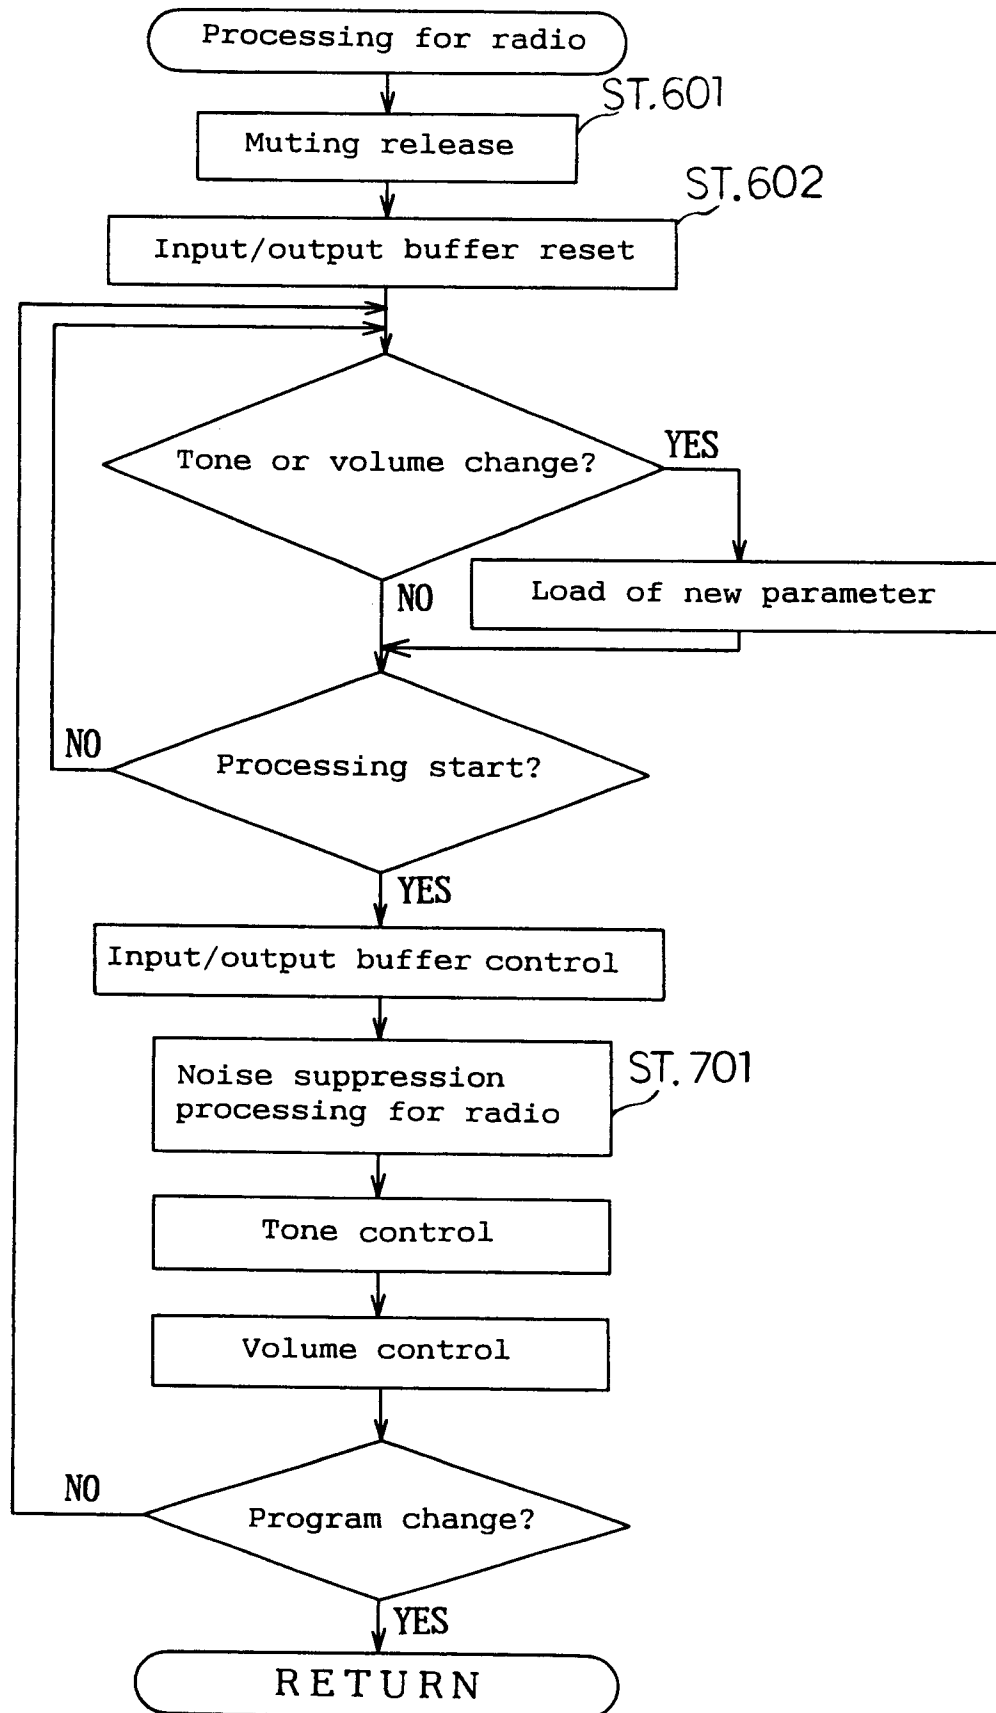 Processing for radio
ST.601
Muting release
ST.602
Input/output buffer reset
Tone or volume change?
YES
Load of new parameter
NO
NO
Processing start?
YES
Input/output buffer control
Noise suppression
processing for radio
ST.701
Tone control
Volume control
NO
Program change?
YES
RETURN